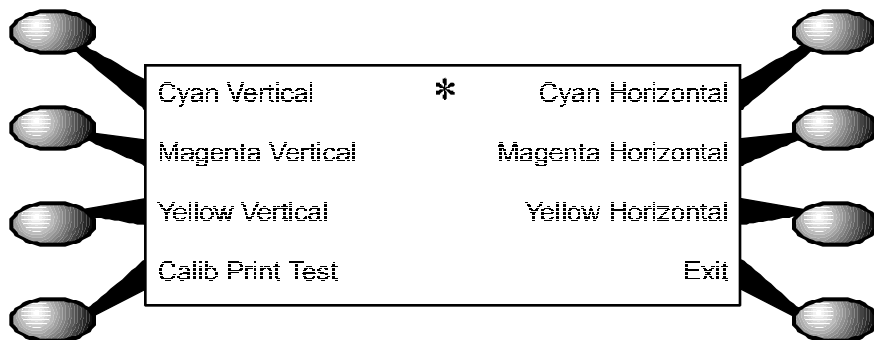 Cyan Vertical * Cyan Horizontal
Magenta Vertical Magenta Horizontal
Yellow Vertical Yellow Horizontal
Calib Print Test Exit